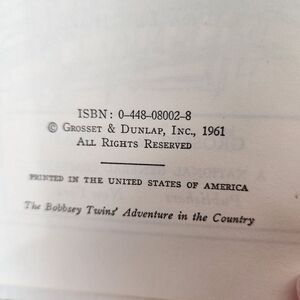 ISBN: 0-448-08002-8
© GROSSET & DUNLAP, INC., 1961
ALL RIGHTS RESERVED
PRINTED IN THE UNITED STATES OF AMERICA
The Bobbsey Twins' Adventure in the Country